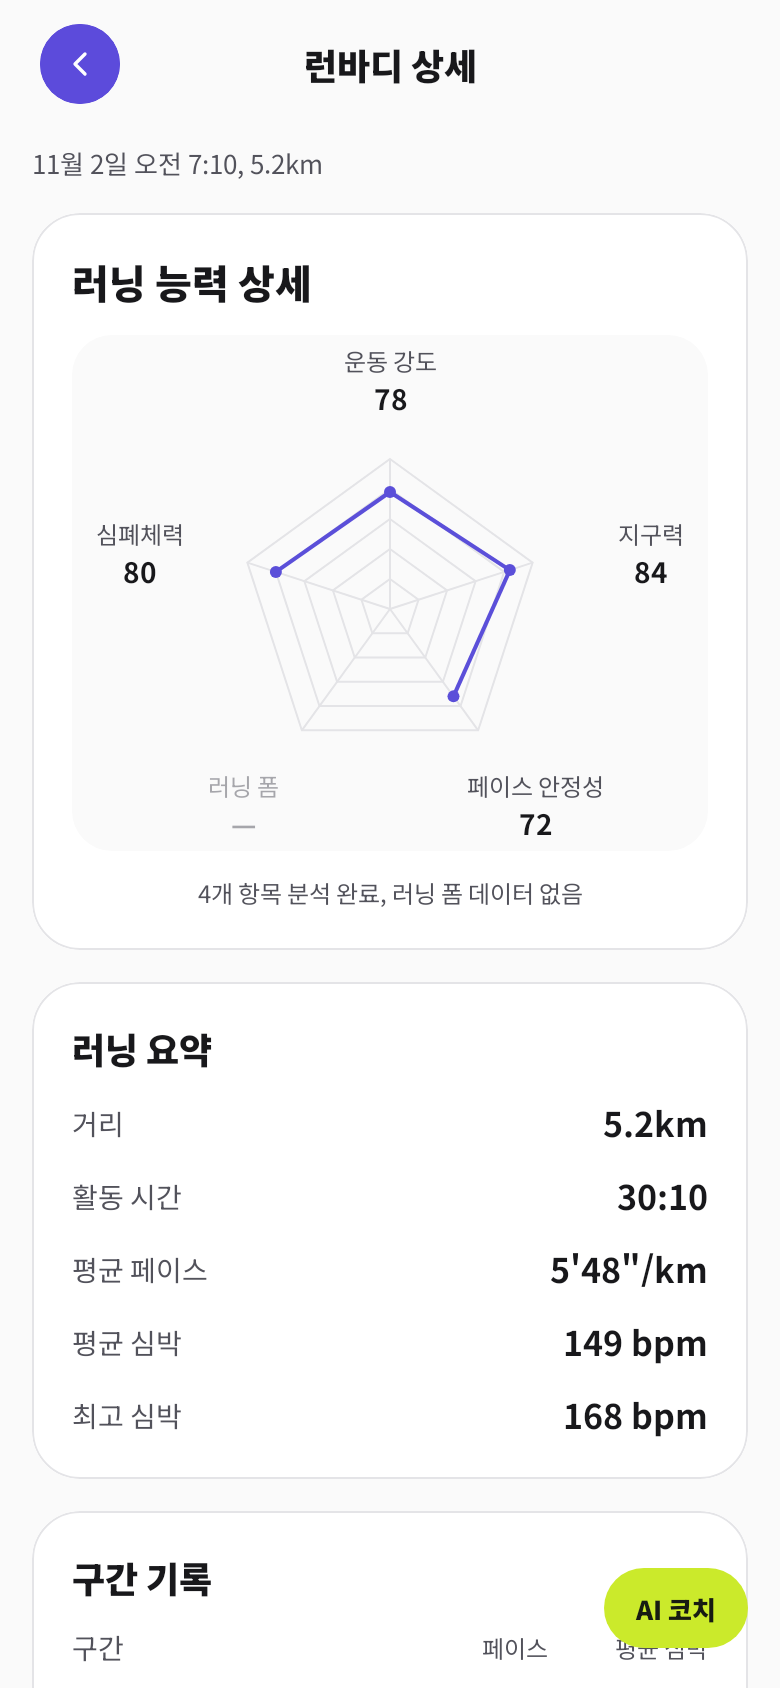 런바디 상세
11월 2일 오전 7:10, 5.2km
러닝 능력 상세
운동 강도
78
심폐체력
80
지구력
84
러닝 폼
—
페이스 안정성
72
4개 항목 분석 완료, 러닝 폼 데이터 없음
러닝 요약
거리 5.2km
활동 시간 30:10
평균 페이스 5'48"/km
평균 심박 149 bpm
최고 심박 168 bpm
구간 기록
AI 코치
구간 페이스 평균 심박